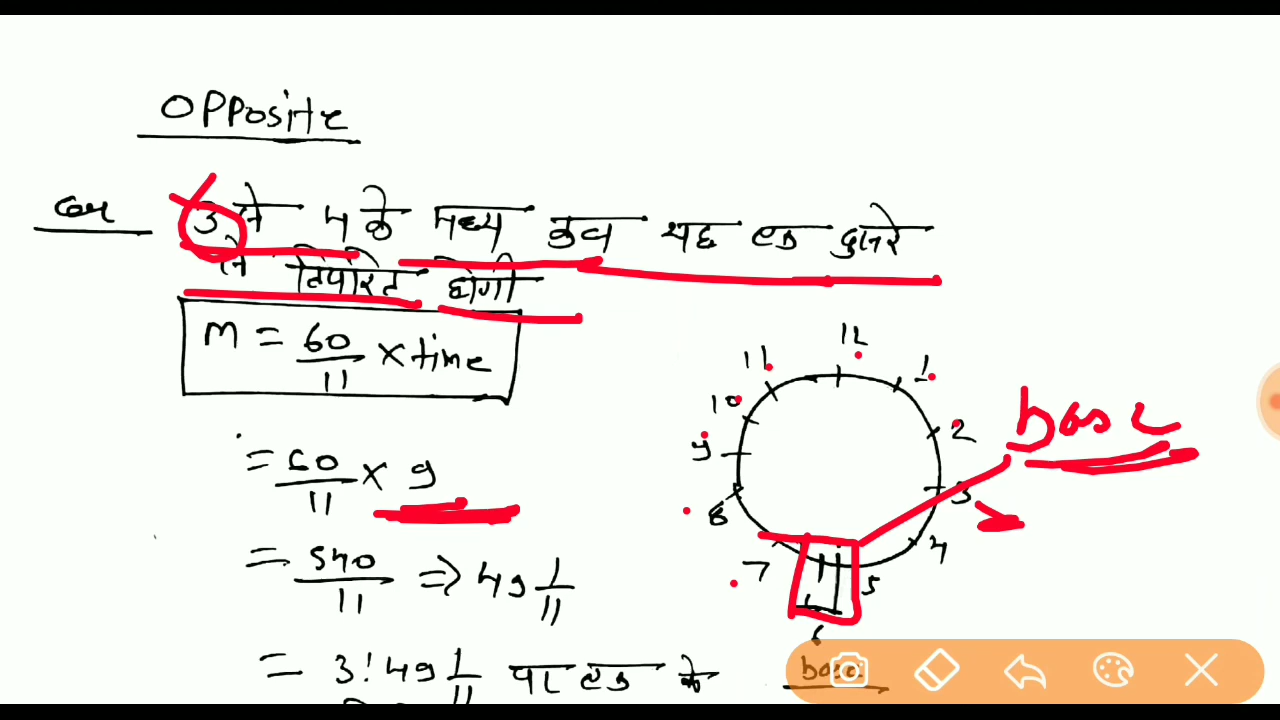 OPPosite
3 से 4 के मध्य कब यह एक दुसरे
से विपरित होगी
M = 60/11 × time
= 60/11 × 9
= 540/11 => 49 1/11
= 3:49 1/11 पर एक के
12
11
1
10
2
base
9
3
8
4
7
5
6
base